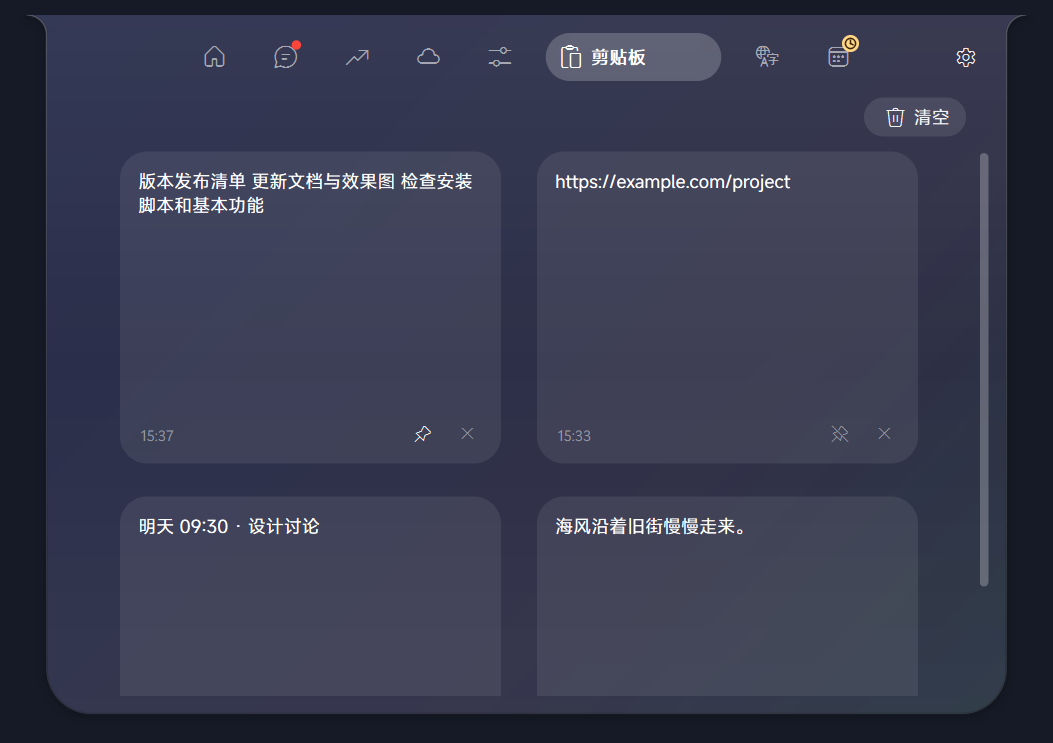 剪贴板
清空
版本发布清单 更新文档与效果图 检查安装
脚本和基本功能
15:37
https://example.com/project
15:33
明天 09:30 · 设计讨论
海风沿着旧街慢慢走来。